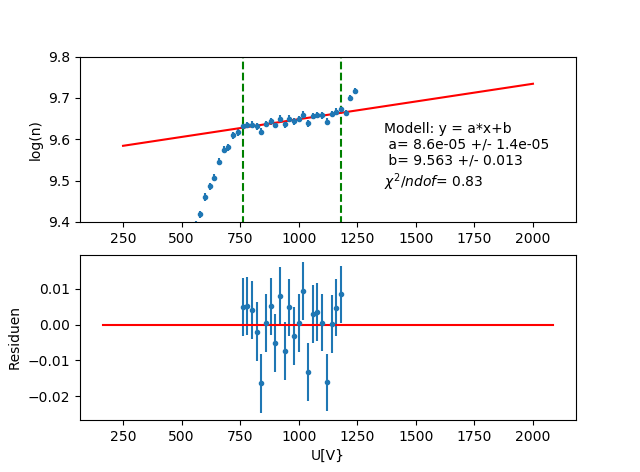 9.8
9.7
9.6
9.5
9.4
log(n)
Modell: y = a*x+b
a= 8.6e-05 +/- 1.4e-05
b= 9.563 +/- 0.013
χ²/ndof= 0.83
250 500 750 1000 1250 1500 1750 2000
0.01
0.00
−0.01
−0.02
Residuen
250 500 750 1000 1250 1500 1750 2000
U[V}